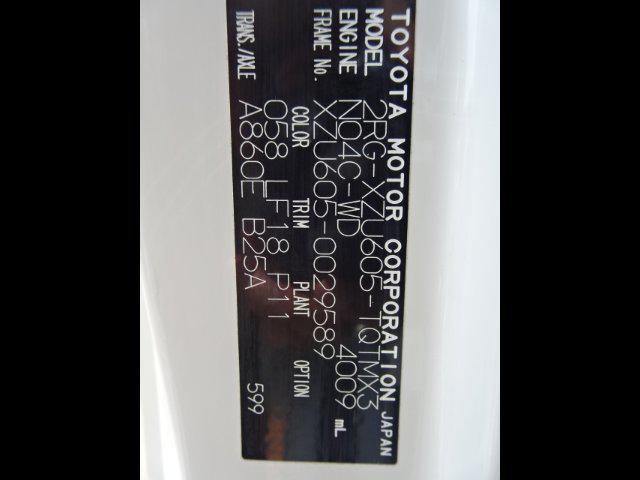 TOYOTA MOTOR CORPORATION JAPAN
MODEL 2RG-XZU605-TQTMX3
ENGINE N04C-WD 4009 mL
FRAME No. XZU605-0029589
COLOR TRIM PLANT OPTION
058 LF18 P11
TRANS./AXLE A860E B25A 599